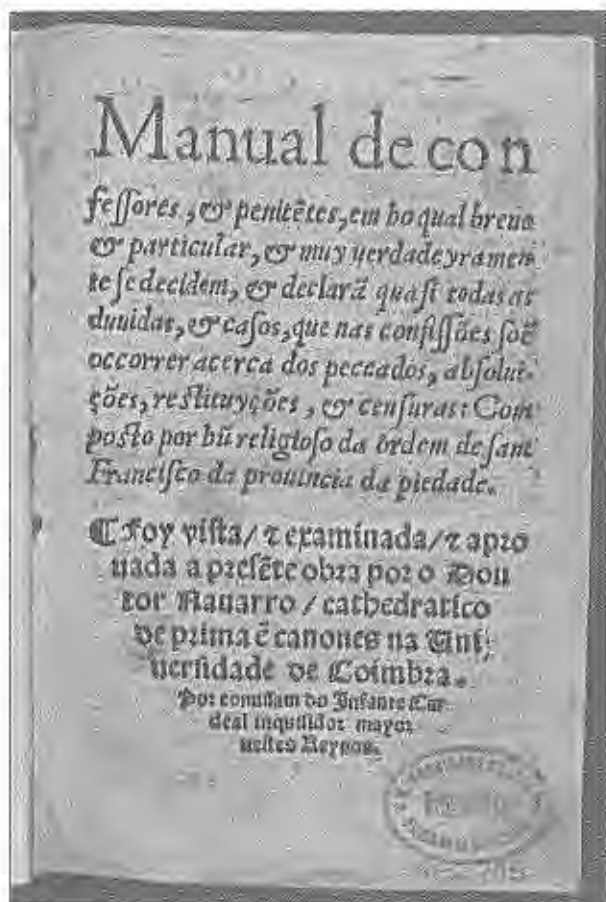 Manual de con
feſſores, & penitẽtes, em ho qual breue
& particular, & muy verdadeyramen
te ſe decidem, & declarã quaſi todas as
duuidas, & caſos, que nas confiſſões ſoẽ
occorrer acerca dos peccados, abſolui-
ções, reſtituyções, & cenſuras: Com
poſto por hũ religioſo da ordem de ſant
Franciſco da prouincia da piedade.
¶ Foy viſta/ ⁊ examinada/ ⁊ apro
uada a preſẽte obra por o Dou
tor Nauarro / cathedratico
de prima ẽ canones na Uni
uerſidade de Coimbra.
Por comiſſam do Infante Car
deal inquiſidor mayor
neſtes Reynos.